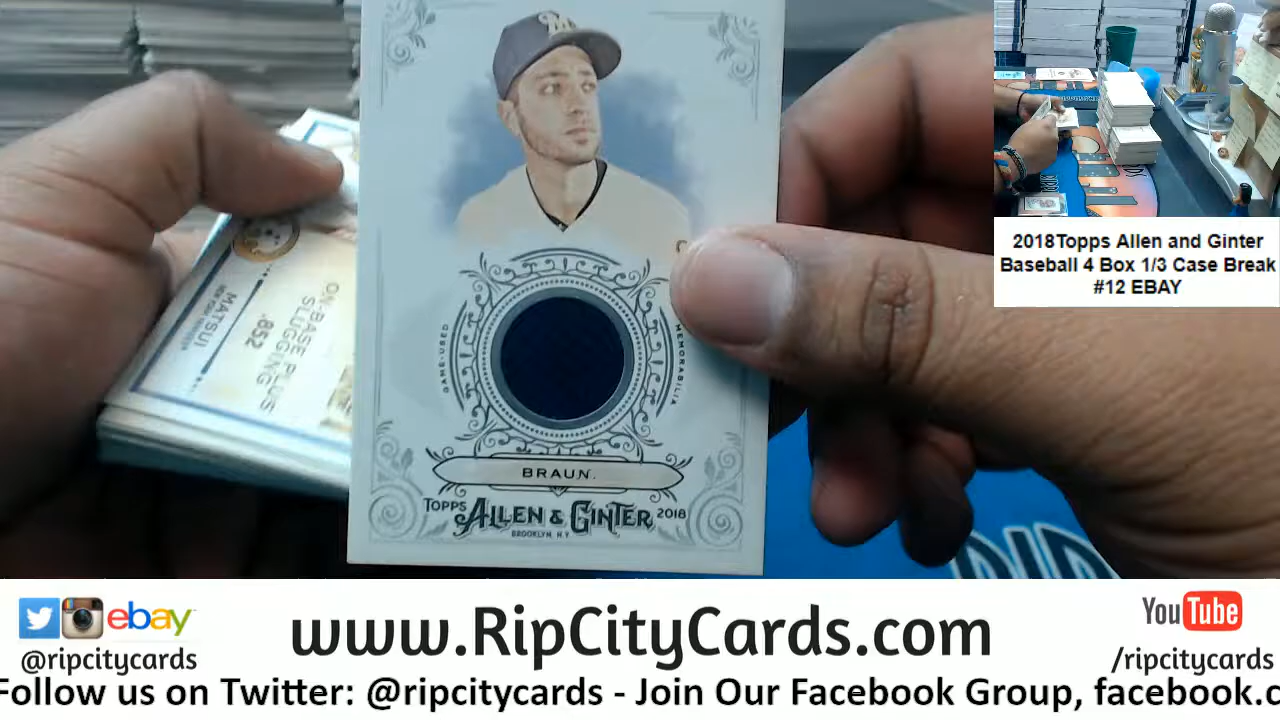 GAME-USED
MEMORABILIA
BRAUN.
TOPPS ALLEN & GINTER 2018
BROOKLYN, N.Y.
MATSUI
ON-BASE PLUS
SLUGGING
.852
2018Topps Allen and Ginter
Baseball 4 Box 1/3 Case Break
#12 EBAY
ebay
@ripcitycards
www.RipCityCards.com
YouTube
/ripcitycards
Follow us on Twitter: @ripcitycards - Join Our Facebook Group, facebook.c